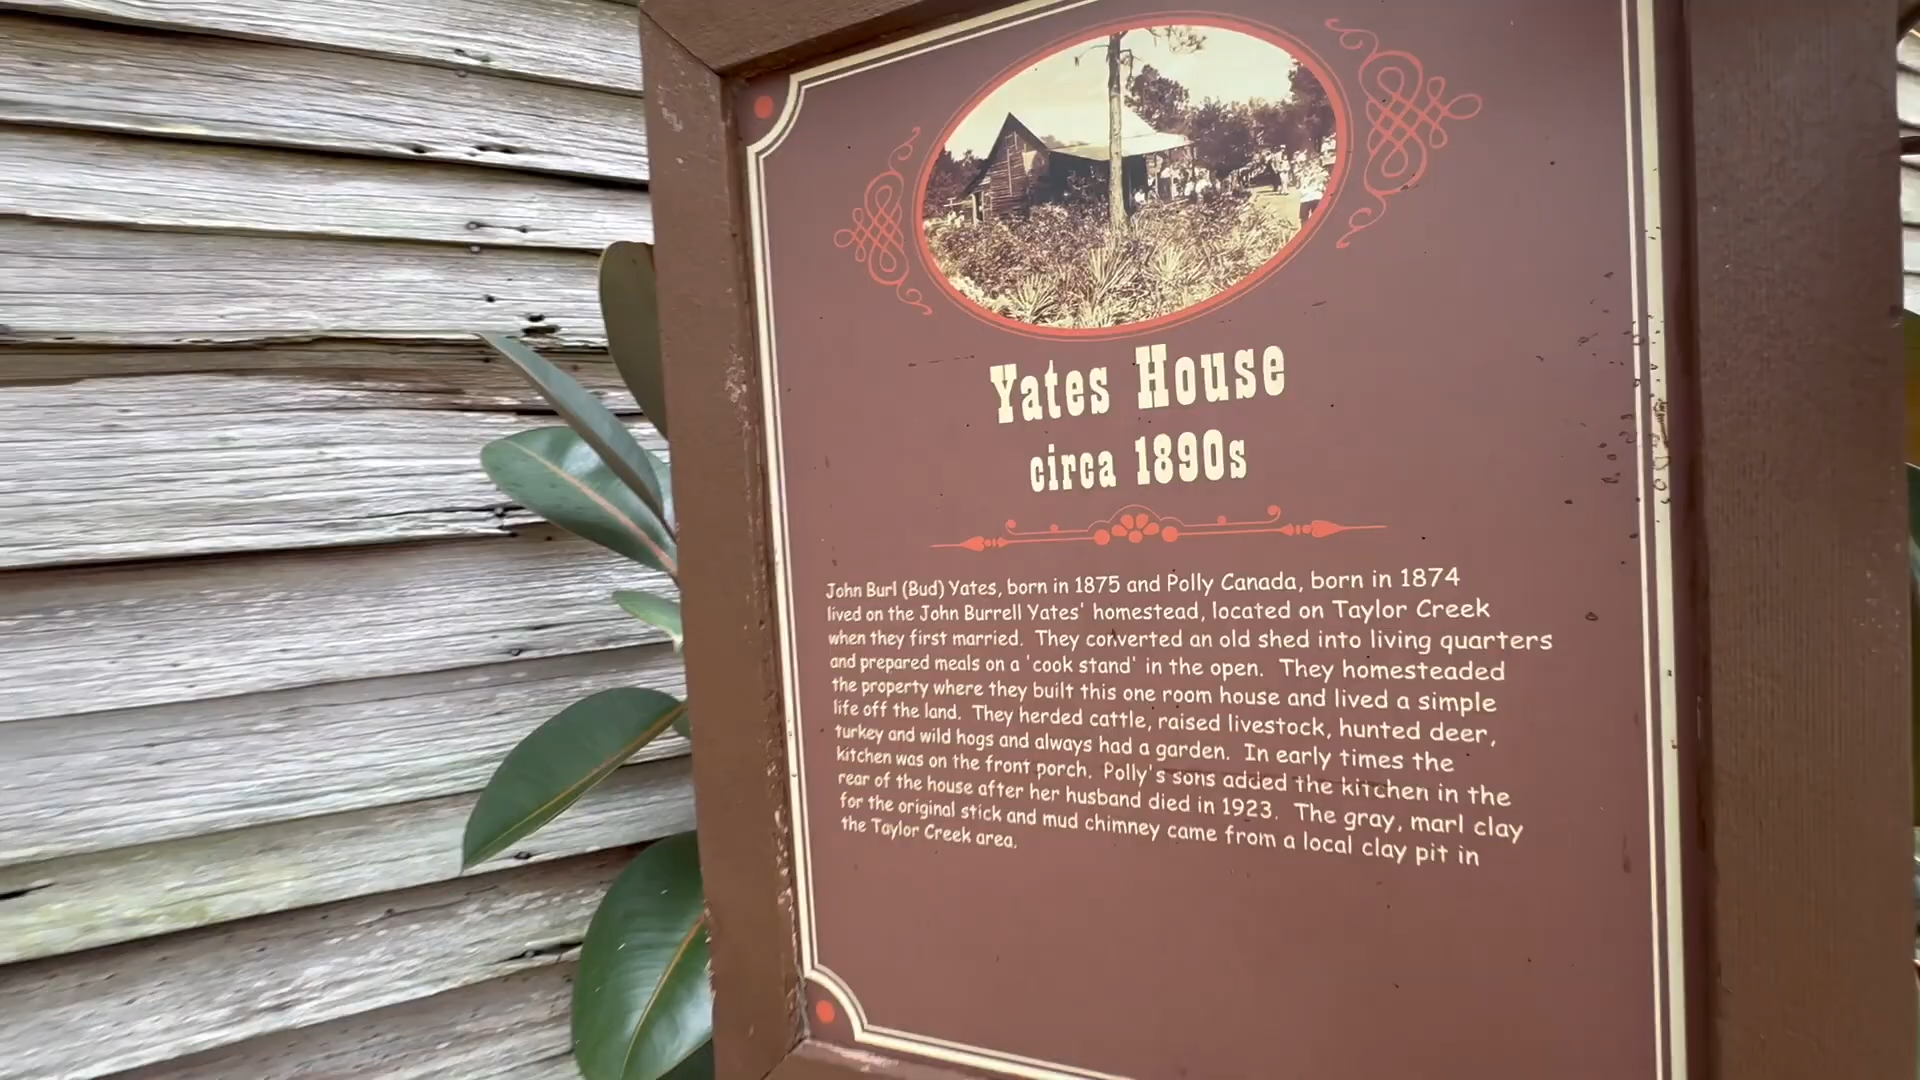 Yates House
circa 1890s
John Burl (Bud) Yates, born in 1875 and Polly Canada, born in 1874
lived on the John Burrell Yates' homestead, located on Taylor Creek
when they first married. They converted an old shed into living quarters
and prepared meals on a 'cook stand' in the open. They homesteaded
the property where they built this one room house and lived a simple
life off the land. They herded cattle, raised livestock, hunted deer,
turkey and wild hogs and always had a garden. In early times the
kitchen was on the front porch. Polly's sons added the kitchen in the
rear of the house after her husband died in 1923. The gray, marl clay
for the original stick and mud chimney came from a local clay pit in
the Taylor Creek area.